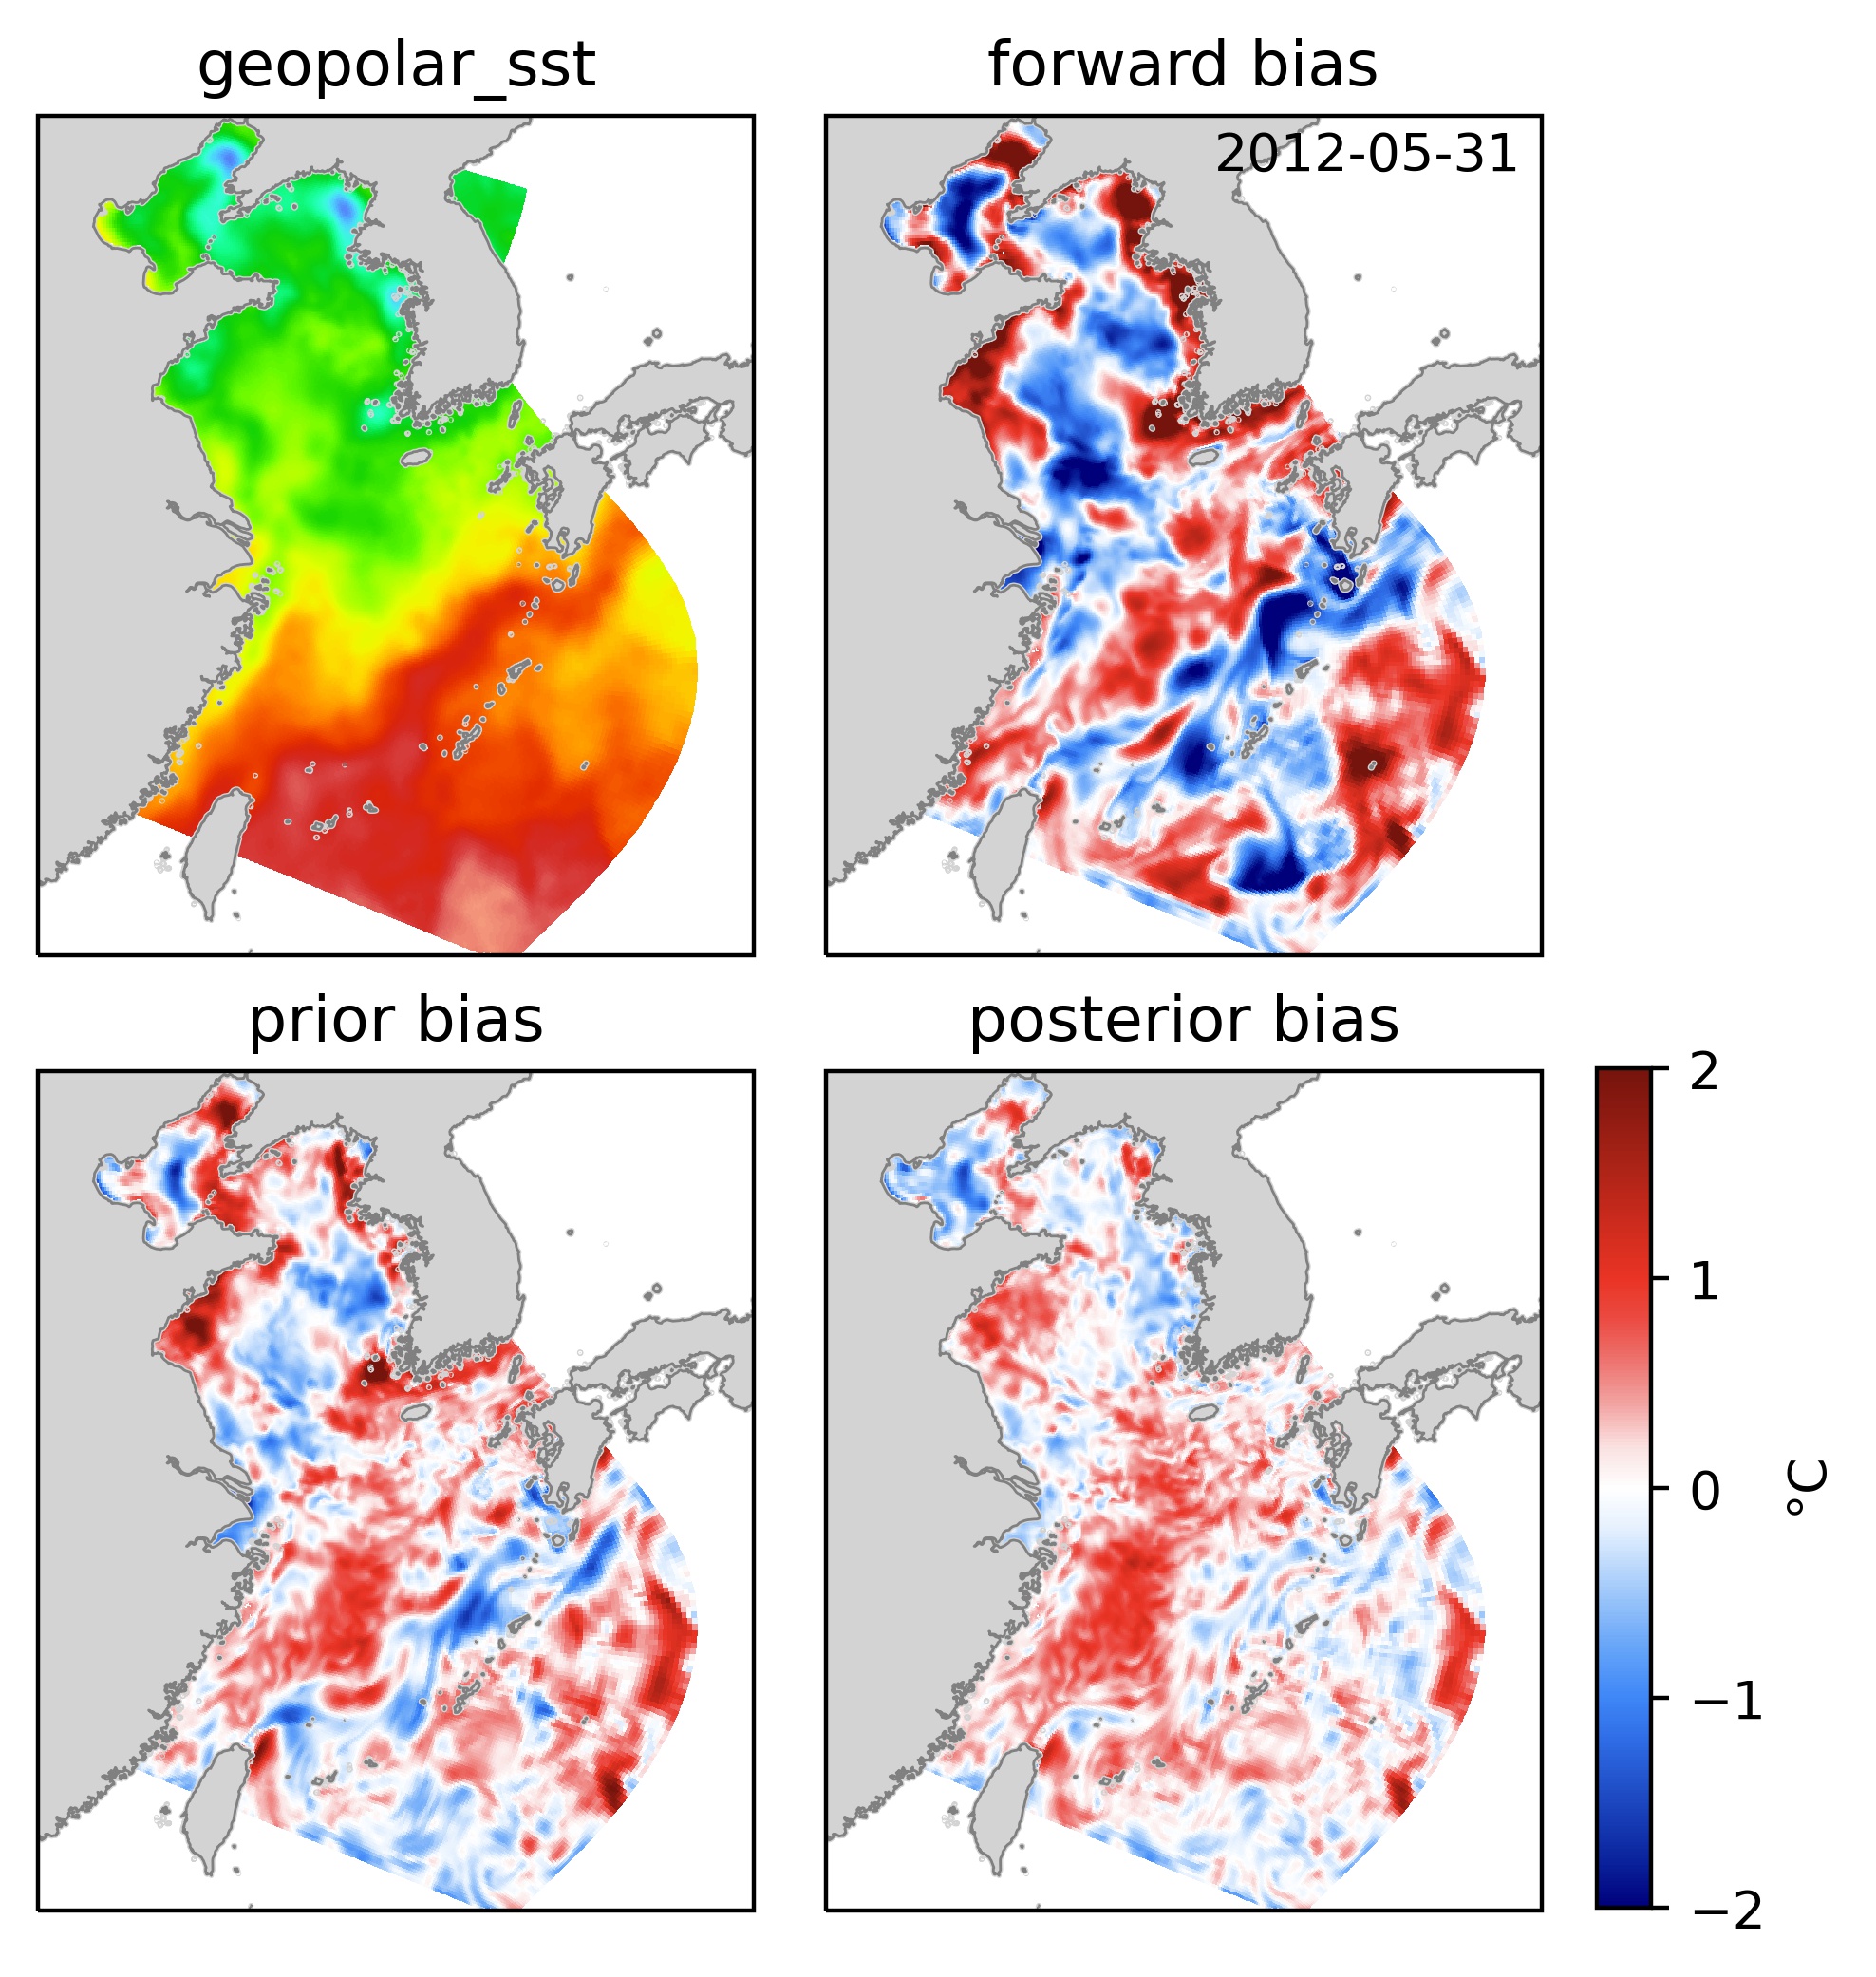 geopolar_sst
forward bias
2012-05-31
prior bias
posterior bias
2
1
0
−1
−2
°C